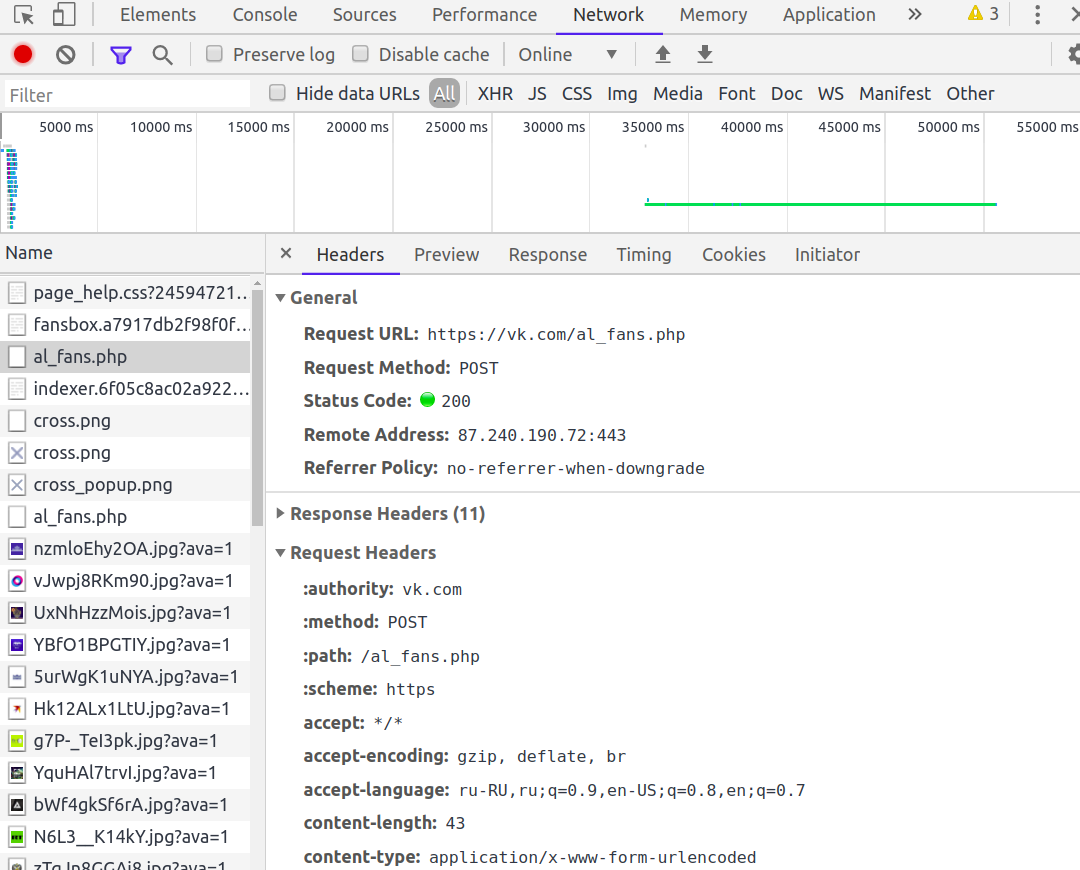 Elements Console Sources Performance Network Memory Application » 3
Preserve log Disable cache Online
Filter Hide data URLs All XHR JS CSS Img Media Font Doc WS Manifest Other
5000 ms 10000 ms 15000 ms 20000 ms 25000 ms 30000 ms 35000 ms 40000 ms 45000 ms 50000 ms 55000 ms
Name
page_help.css?24594721...
fansbox.a7917db2f98f0f...
al_fans.php
indexer.6f05c8ac02a922...
cross.png
cross.png
cross_popup.png
al_fans.php
nzmloEhy2OA.jpg?ava=1
vJwpj8RKm90.jpg?ava=1
UxNhHzzMois.jpg?ava=1
YBfO1BPGTIY.jpg?ava=1
5urWgK1uNYA.jpg?ava=1
Hk12ALx1LtU.jpg?ava=1
g7P-_TeI3pk.jpg?ava=1
YquHAl7trvI.jpg?ava=1
bWf4gkSf6rA.jpg?ava=1
N6L3__K14kY.jpg?ava=1
× Headers Preview Response Timing Cookies Initiator
General
Request URL: https://vk.com/al_fans.php
Request Method: POST
Status Code: 200
Remote Address: 87.240.190.72:443
Referrer Policy: no-referrer-when-downgrade
Response Headers (11)
Request Headers
:authority: vk.com
:method: POST
:path: /al_fans.php
:scheme: https
accept: */*
accept-encoding: gzip, deflate, br
accept-language: ru-RU,ru;q=0.9,en-US;q=0.8,en;q=0.7
content-length: 43
content-type: application/x-www-form-urlencoded